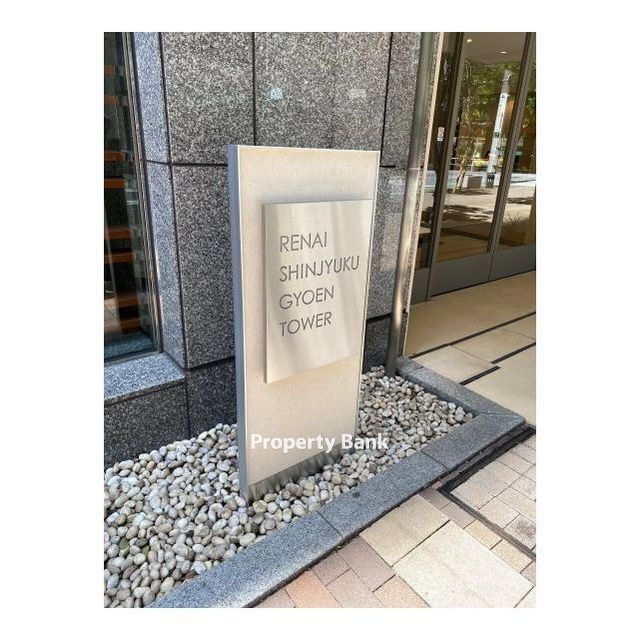 RENAI
SHINJYUKU
GYOEN
TOWER
Property Bank